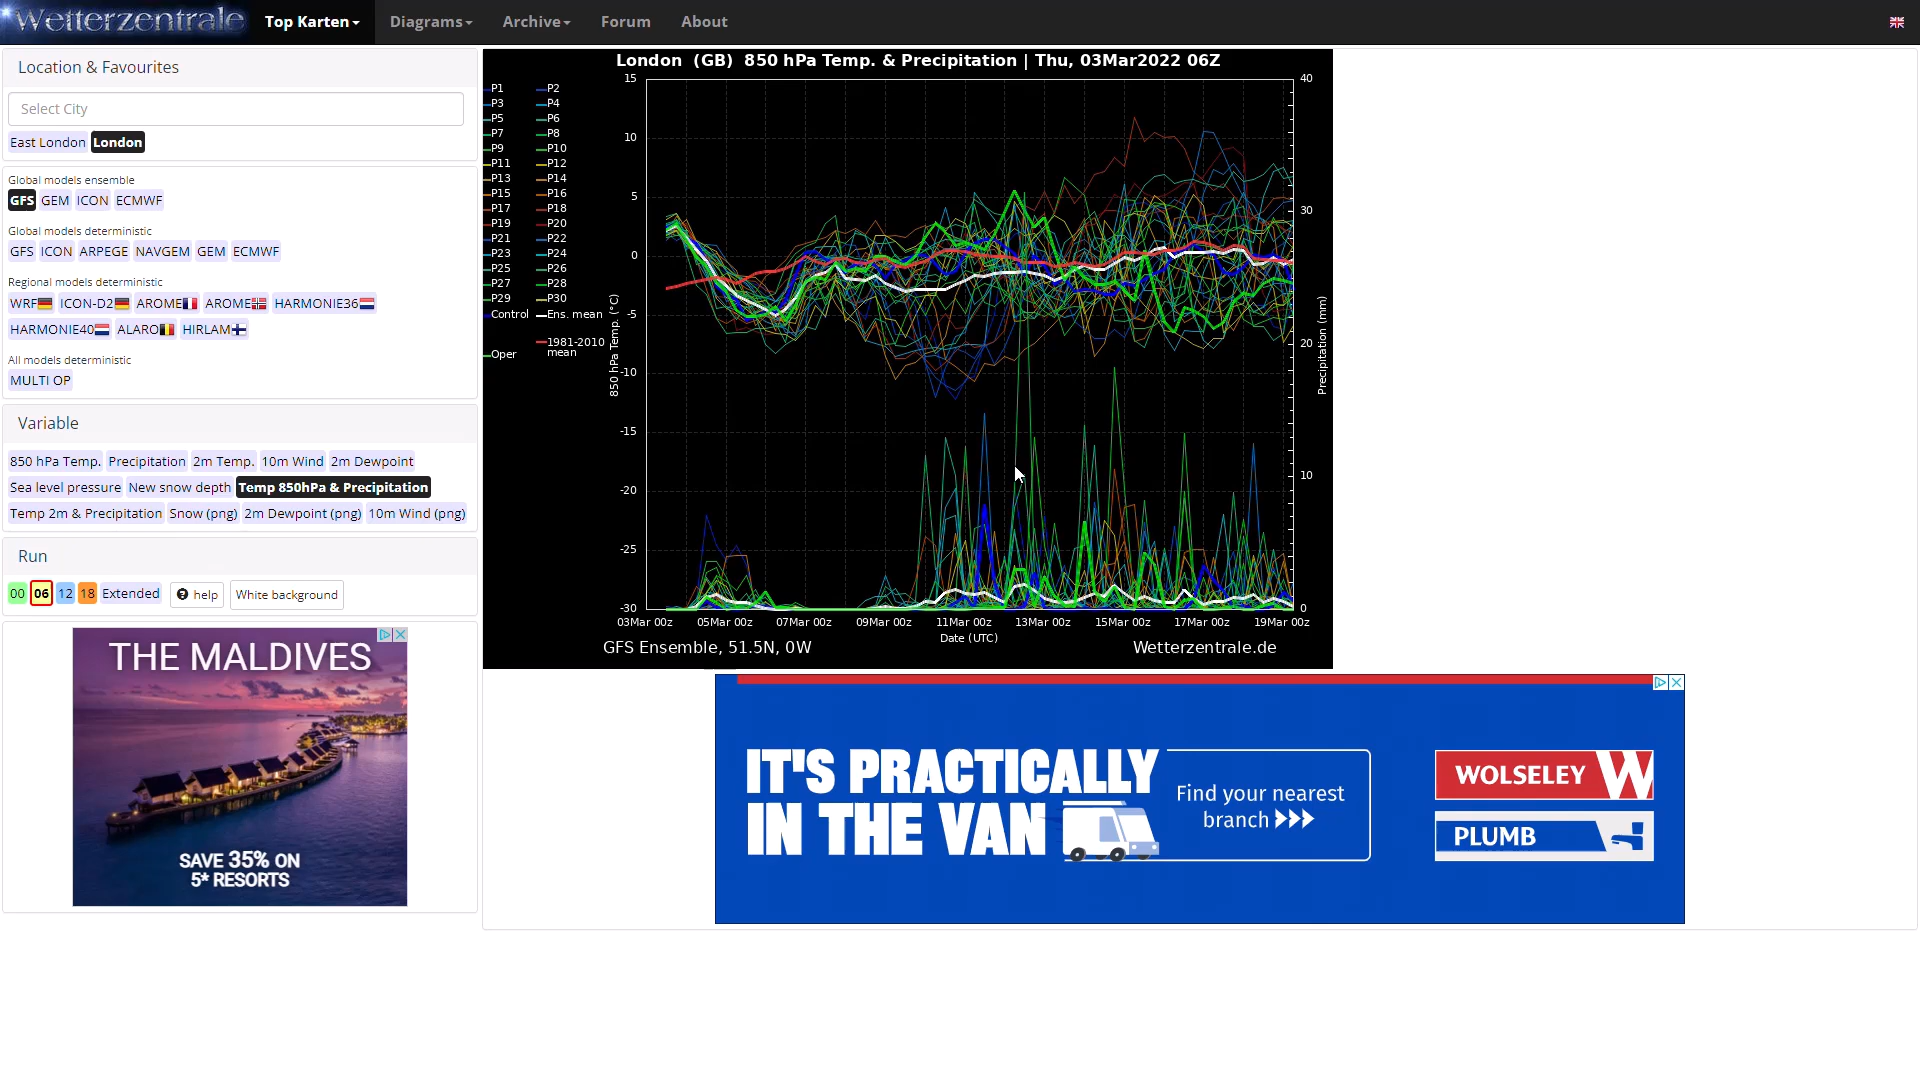 Wetterzentrale Top Karten Diagrams Archive Forum About
Location & Favourites
Select City
East London London
Global models ensemble
GFS GEM ICON ECMWF
Global models deterministic
GFS ICON ARPEGE NAVGEM GEM ECMWF
Regional models deterministic
WRF ICON-D2 AROME AROME HARMONIE36
HARMONIE40 ALARO HIRLAM
All models deterministic
MULTI OP
Variable
850 hPa Temp. Precipitation 2m Temp. 10m Wind 2m Dewpoint
Sea level pressure New snow depth Temp 850hPa & Precipitation
Temp 2m & Precipitation Snow (png) 2m Dewpoint (png) 10m Wind (png)
Run
00 06 12 18 Extended help White background
THE MALDIVES
SAVE 35% ON
5* RESORTS
London (GB) 850 hPa Temp. & Precipitation | Thu, 03Mar2022 06Z
P1 P2
P3 P4
P5 P6
P7 P8
P9 P10
P11 P12
P13 P14
P15 P16
P17 P18
P19 P20
P21 P22
P23 P24
P25 P26
P27 P28
P29 P30
Control Ens. mean
Oper 1981-2010
mean
850 hPa Temp. (°C)
15
10
5
0
-5
-10
-15
-20
-25
-30
40
30
20
10
0
Precipitation (mm)
03Mar 00z 05Mar 00z 07Mar 00z 09Mar 00z 11Mar 00z 13Mar 00z 15Mar 00z 17Mar 00z 19Mar 00z
Date (UTC)
GFS Ensemble, 51.5N, 0W Wetterzentrale.de
IT'S PRACTICALLY
IN THE VAN
Find your nearest
branch
WOLSELEY W
PLUMB